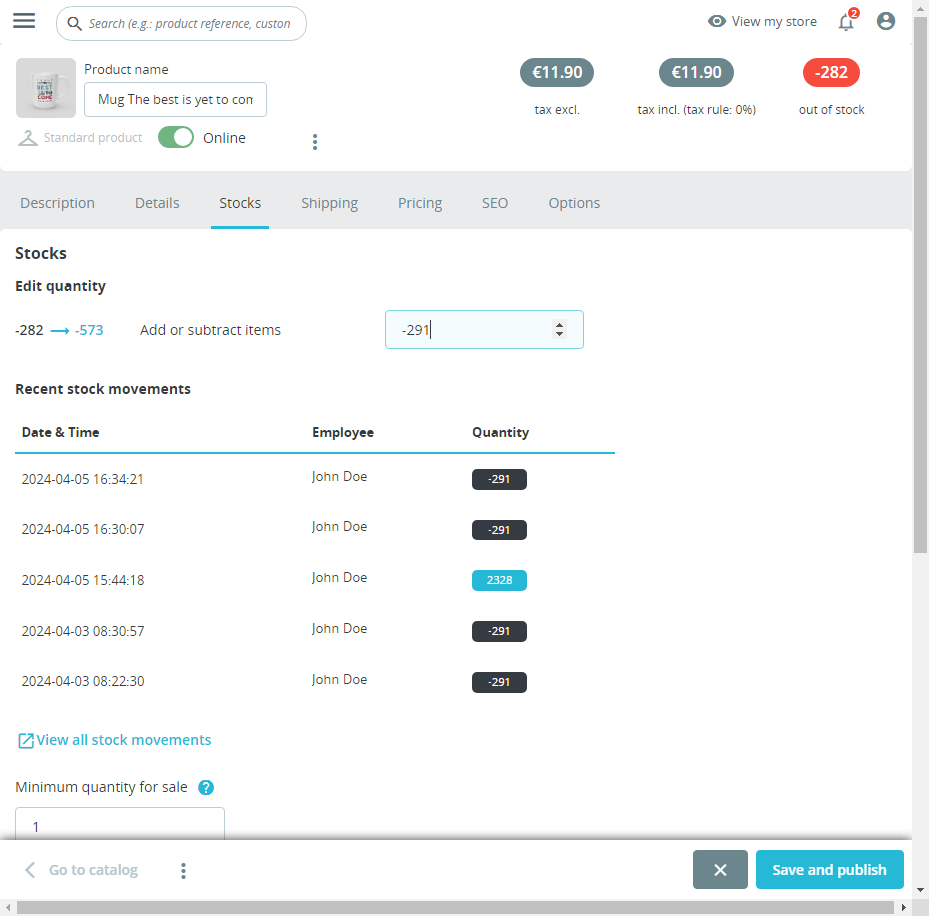 Search (e.g.: product reference, custon
View my store
2
Product name
Mug The best is yet to con
BEST
COME
€11.90
tax excl.
€11.90
tax incl. (tax rule: 0%)
-282
out of stock
Standard product
Online
Description
Details
Stocks
Shipping
Pricing
SEO
Options
Stocks
Edit quantity
-282 → -573
Add or subtract items
-291
Recent stock movements
Date & Time Employee Quantity
2024-04-05 16:34:21 John Doe -291
2024-04-05 16:30:07 John Doe -291
2024-04-05 15:44:18 John Doe 2328
2024-04-03 08:30:57 John Doe -291
2024-04-03 08:22:30 John Doe -291
View all stock movements
Minimum quantity for sale ?
1
Go to catalog
Save and publish